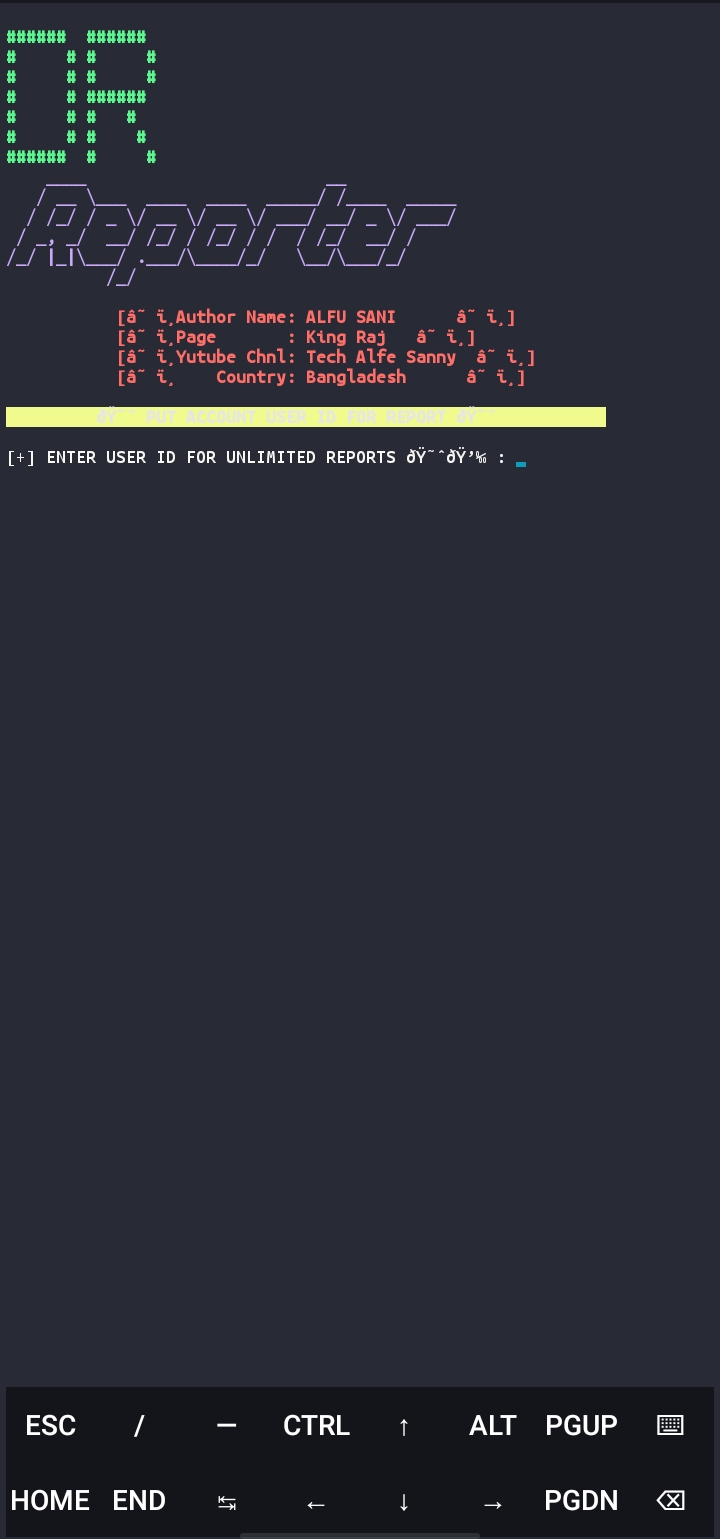 DR
Reporter
[â˜ ï¸Author Name: ALFU SANI      â˜ ï¸]
[â˜ ï¸Page       : King Raj   â˜ ï¸]
[â˜ ï¸Yutube Chnl: Tech Alfe Sanny  â˜ ï¸]
[â˜ ï¸    Country: Bangladesh      â˜ ï¸]
ðŸ˜ˆ PUT ACCOUNT USER ID FOR REPORT ðŸ˜ˆ
[+] ENTER USER ID FOR UNLIMITED REPORTS ðŸ˜ˆðŸ’‰ :
ESC / — CTRL ↑ ALT PGUP
HOME END ↹ ← ↓ → PGDN